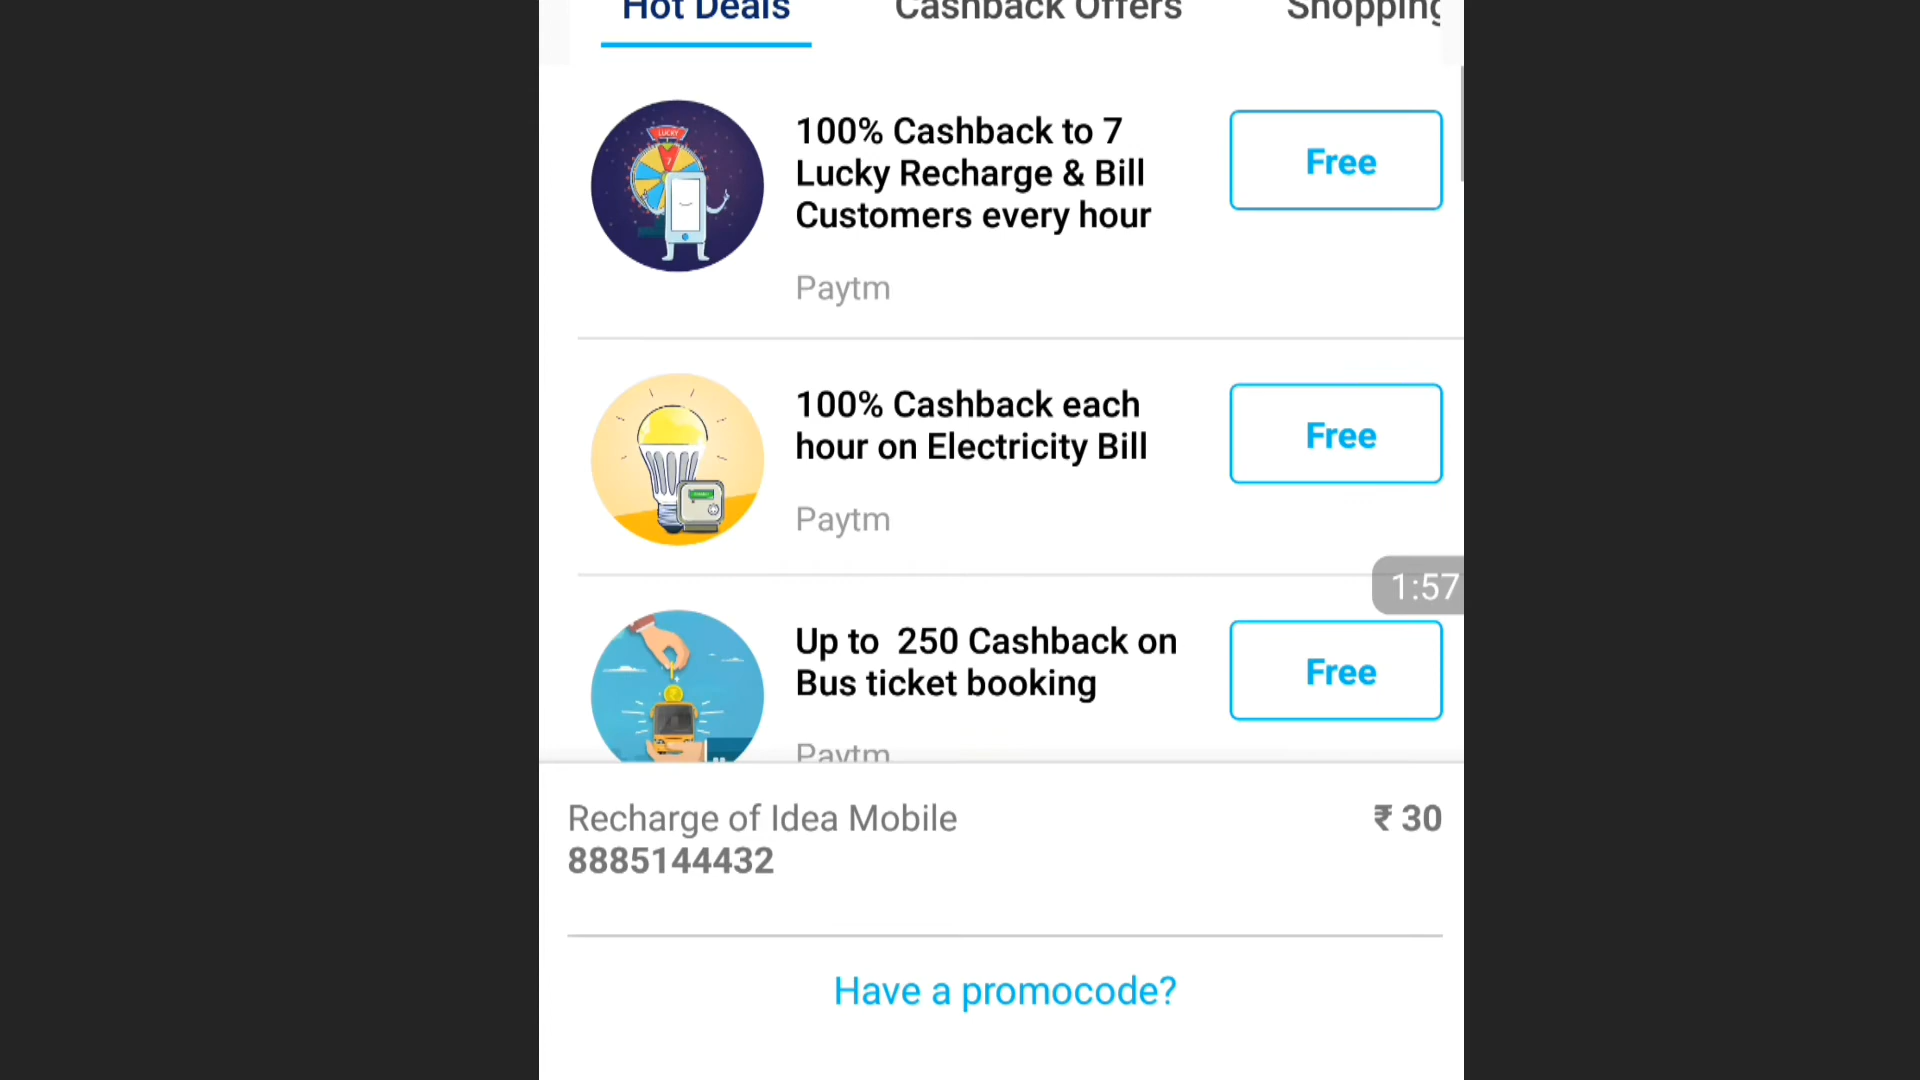 Hot Deals Cashback Offers Shopping
LUCKY
7
100% Cashback to 7
Lucky Recharge & Bill
Customers every hour
Free
Paytm
100% Cashback each
hour on Electricity Bill
Free
Paytm
1:57
Up to 250 Cashback on
Bus ticket booking
Free
Paytm
Recharge of Idea Mobile
₹ 30
8885144432
Have a promocode?